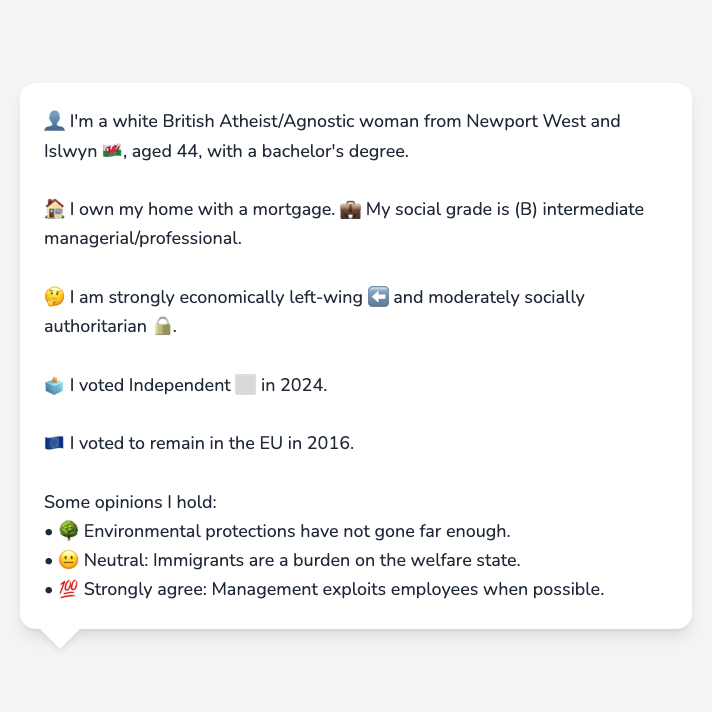 👤 I'm a white British Atheist/Agnostic woman from Newport West and
Islwyn 🏴󠁧󠁢󠁷󠁬󠁳󠁿, aged 44, with a bachelor's degree.
🏠 I own my home with a mortgage. 💼 My social grade is (B) intermediate
managerial/professional.
🤔 I am strongly economically left-wing ⬅️ and moderately socially
authoritarian 🔒.
🗳️ I voted Independent ⬜ in 2024.
🇪🇺 I voted to remain in the EU in 2016.
Some opinions I hold:
• 🌳 Environmental protections have not gone far enough.
• 😐 Neutral: Immigrants are a burden on the welfare state.
• 💯 Strongly agree: Management exploits employees when possible.